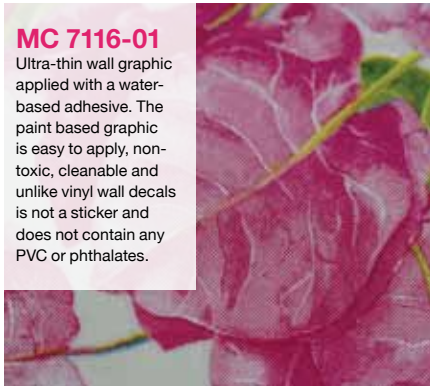 MC 7116-01
Ultra-thin wall graphic
applied with a water-
based adhesive. The
paint based graphic
is easy to apply, non-
toxic, cleanable and
unlike vinyl wall decals
is not a sticker and
does not contain any
PVC or phthalates.